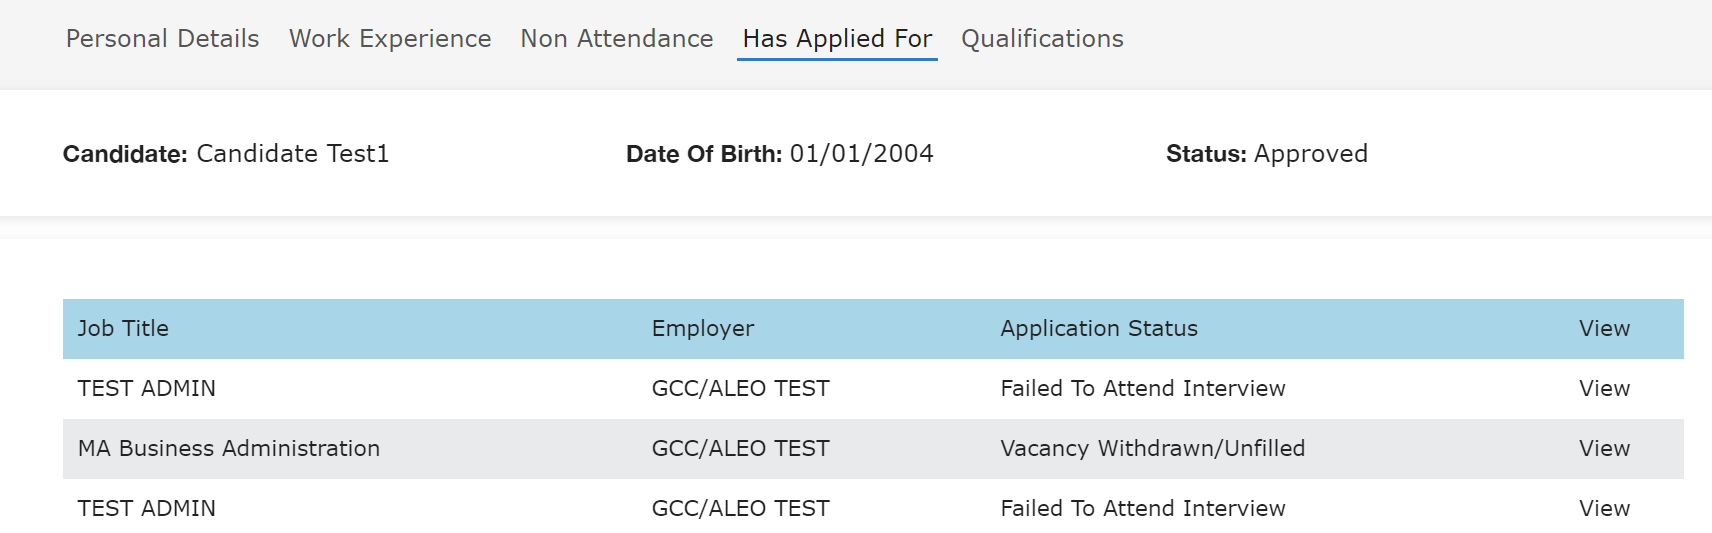 Personal Details Work Experience Non Attendance Has Applied For Qualifications
Candidate: Candidate Test1 Date Of Birth: 01/01/2004 Status: Approved
Job Title Employer Application Status View
TEST ADMIN GCC/ALEO TEST Failed To Attend Interview View
MA Business Administration GCC/ALEO TEST Vacancy Withdrawn/Unfilled View
TEST ADMIN GCC/ALEO TEST Failed To Attend Interview View